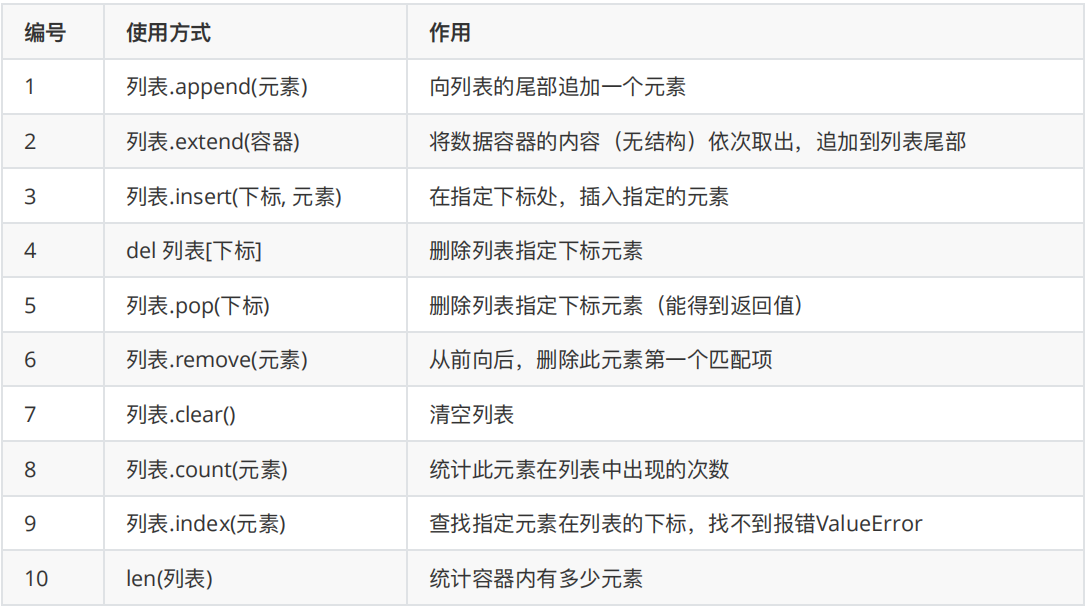 编号 使用方式 作用
1 列表.append(元素) 向列表的尾部追加一个元素
2 列表.extend(容器) 将数据容器的内容（无结构）依次取出，追加到列表尾部
3 列表.insert(下标, 元素) 在指定下标处，插入指定的元素
4 del 列表[下标] 删除列表指定下标元素
5 列表.pop(下标) 删除列表指定下标元素（能得到返回值）
6 列表.remove(元素) 从前向后，删除此元素第一个匹配项
7 列表.clear() 清空列表
8 列表.count(元素) 统计此元素在列表中出现的次数
9 列表.index(元素) 查找指定元素在列表的下标，找不到报错ValueError
10 len(列表) 统计容器内有多少元素